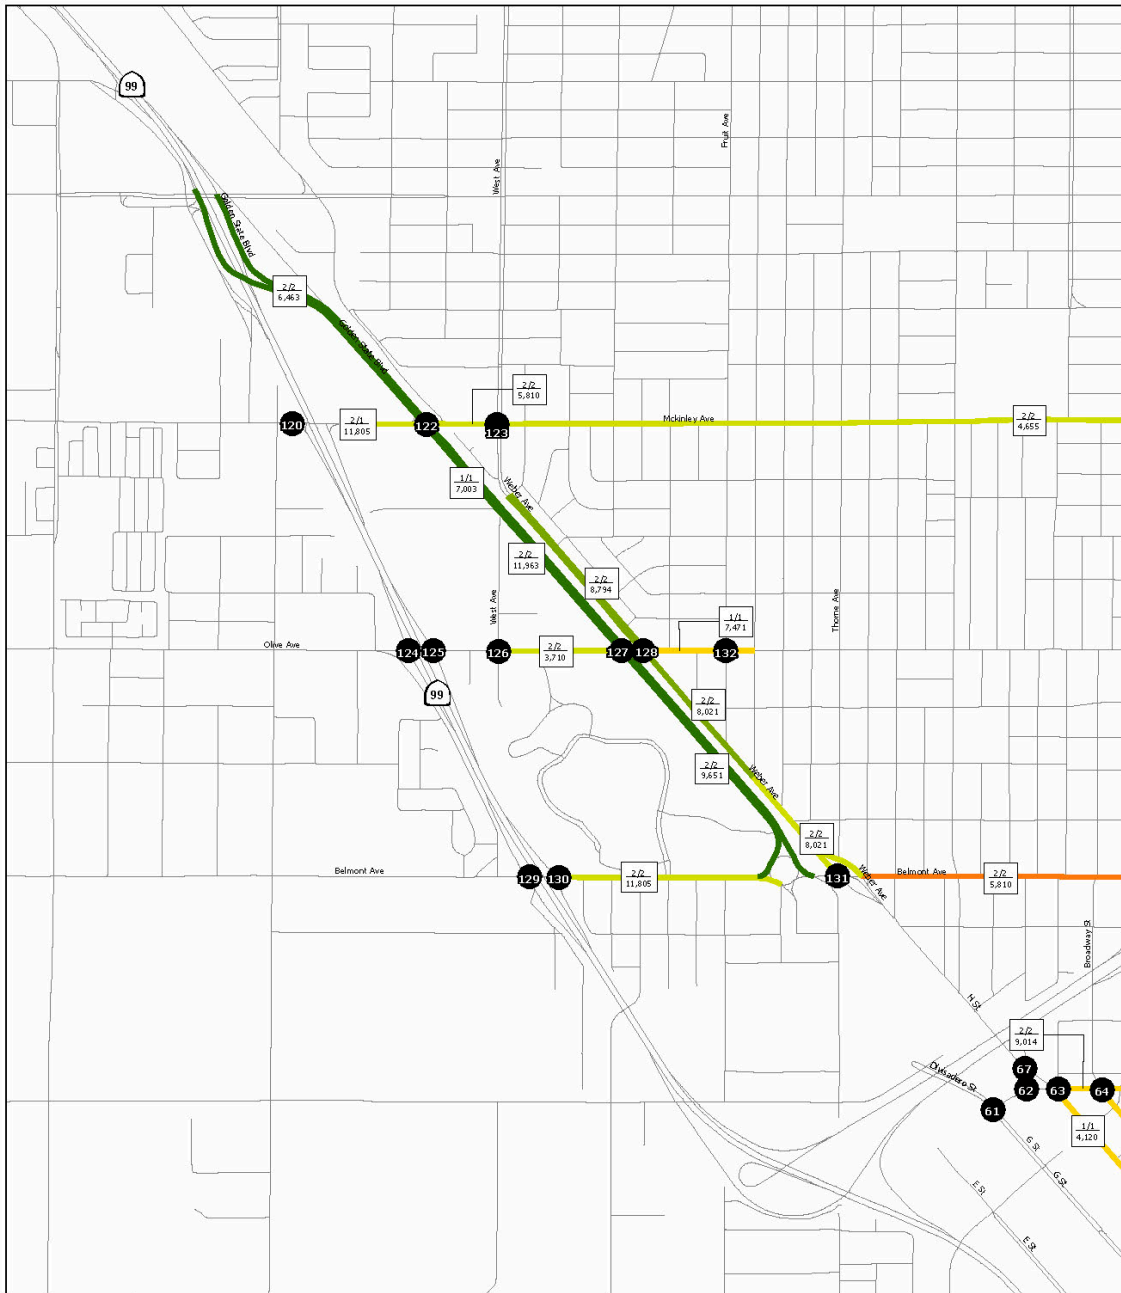 99
Fruit Ave
West Ave
Golden State Blvd
2/2
6,463
Golden State Blvd
2/2
5,810
120
2/1
11,805
122
123
Mckinley Ave
2/2
4,655
1/1
7,003
Weber Ave
2/2
11,963
2/2
8,794
West Ave
Thorne Ave
1/1
7,471
Olive Ave
124
125
126
2/2
3,710
127
128
132
99
2/2
8,021
2/2
9,651
Weber Ave
2/2
8,021
Belmont Ave
129
130
2/2
11,805
131
Weber Ave
Belmont Ave
2/2
5,810
Broadway St
H St
2/2
9,014
67
Divisadero St
62
63
64
61
1/1
4,120
G St
G St
E St
E St